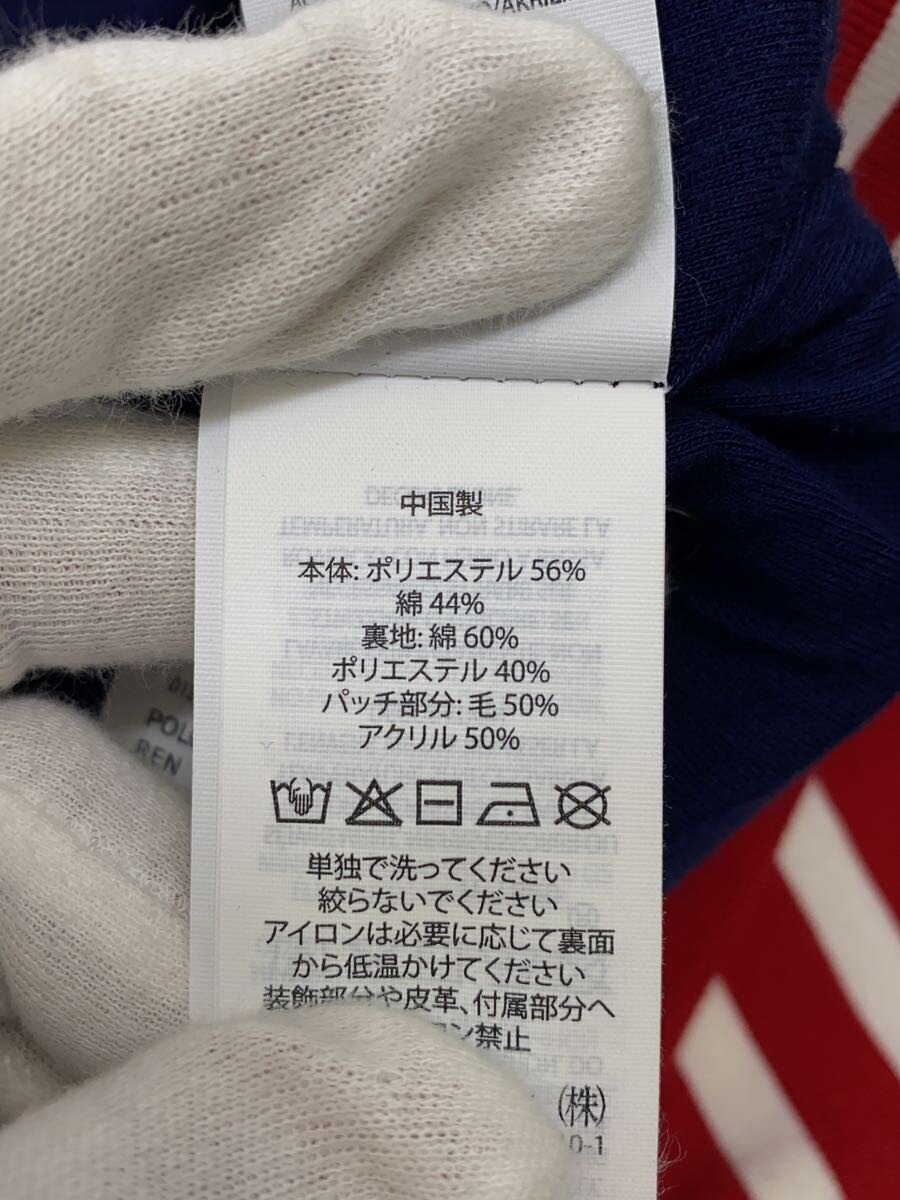 中国製
本体: ポリエステル 56%
綿 44%
裏地: 綿 60%
ポリエステル 40%
パッチ部分: 毛 50%
アクリル 50%
単独で洗ってください
絞らないでください
アイロンは必要に応じて裏面
から低温かけてください
装飾部分や皮革、付属部分へ
ン禁止
(株)
0-1
POL
REN